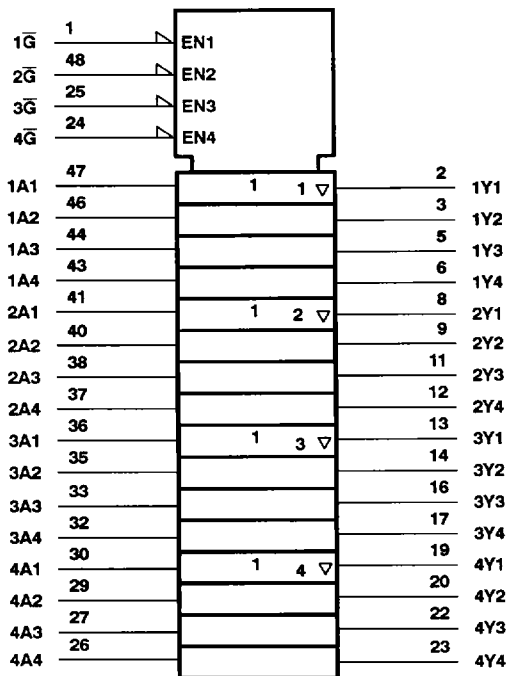 1G̅ 1 EN1
2G̅ 48 EN2
3G̅ 25 EN3
4G̅ 24 EN4
1A1 47 1 1 ▽ 2 1Y1
1A2 46 3 1Y2
1A3 44 5 1Y3
1A4 43 6 1Y4
2A1 41 1 2 ▽ 8 2Y1
2A2 40 9 2Y2
2A3 38 11 2Y3
2A4 37 12 2Y4
3A1 36 1 3 ▽ 13 3Y1
3A2 35 14 3Y2
3A3 33 16 3Y3
3A4 32 17 3Y4
4A1 30 1 4 ▽ 19 4Y1
4A2 29 20 4Y2
4A3 27 22 4Y3
4A4 26 23 4Y4